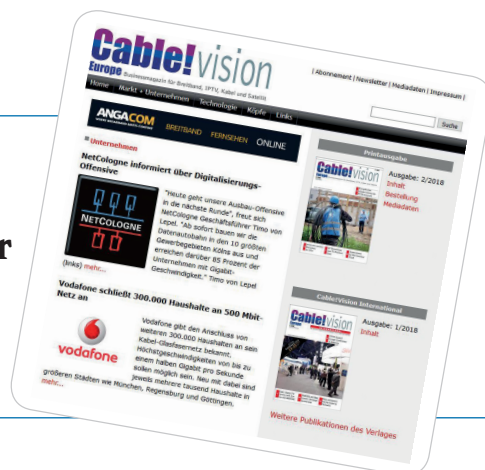 r
Cable!vision
Europe Businessmagazin für Breitband, IPTV, Kabel und Satellit
| Abonnement | Newsletter | Mediadaten | Impressum |
Suche
Home Markt + Unternehmen Technologie Köpfe Links
ANGACOM
BREITBAND FERNSEHEN ONLINE
Unternehmen
NetCologne informiert über Digitalisierungs-
Offensive
NETCOLOGNE
"Heute geht unsere Ausbau-Offensive
in die nächste Runde", freut sich
NetCologne Geschäftsführer Timo von
Lepel. "Ab sofort bauen wir die
Datenautobahn in den 10 größten
Gewerbegebieten Kölns aus und
erreichen darüber 85 Prozent der
Unternehmen mit Gigabit-
Geschwindigkeit." Timo von Lepel
(links) mehr...
Vodafone schließt 300.000 Haushalte an 500 Mbit-
Netz an
vodafone
Vodafone gibt den Anschluss von
weiteren 300.000 Haushalten an sein
Kabel-Glasfasernetz bekannt.
Höchstgeschwindigkeiten von bis zu
einem halben Gigabit pro Sekunde
sollen möglich sein. Neu mit dabei sind
jeweils mehrere tausend Haushalte in
größeren Städten wie München, Regensburg und Göttingen.
mehr...
Printausgabe
Cable!vision
Ausgabe: 2/2018
Inhalt
Bestellung
Mediadaten
Cable!Vision International
Cable!vision
Ausgabe: 1/2018
Inhalt
Weitere Publikationen des Verlages